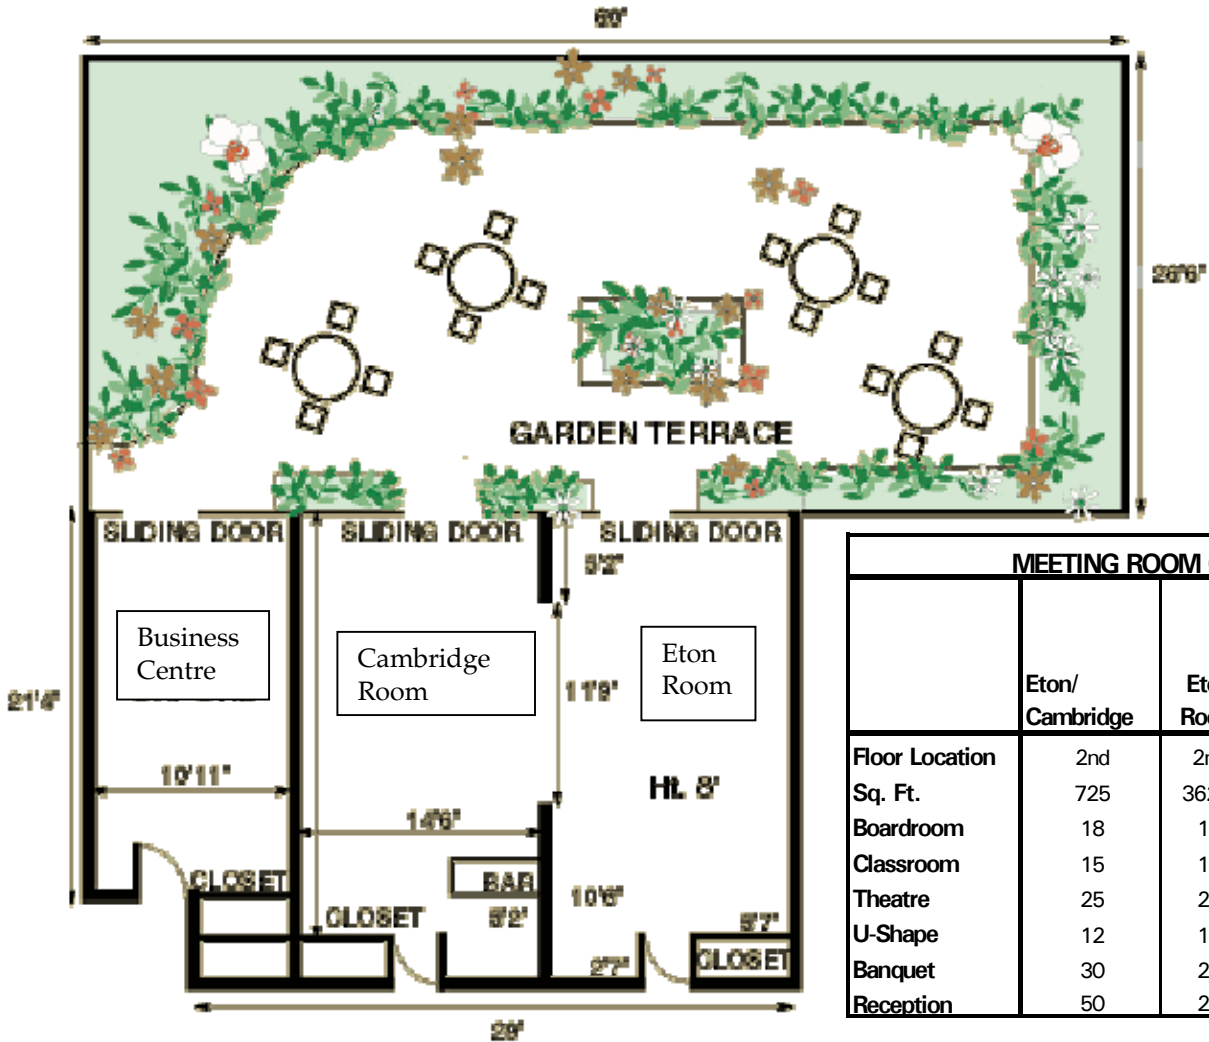 60'
26'6"
GARDEN TERRACE
SLIDING DOOR
SLIDING DOOR
SLIDING DOOR
5'2"
Business
Centre
Cambridge
Room
Eton
Room
11'9"
10'11"
Ht. 8'
14'6"
CLOSET
BAR
10'6"
CLOSET
5'2"
5'7"
2'7"
CLOSET
MEETING ROOM
Eton/
Cambridge
Floor Location 2nd
Sq. Ft. 725
Boardroom 18
Classroom 15
Theatre 25
U-Shape 12
Banquet 30
Reception 50